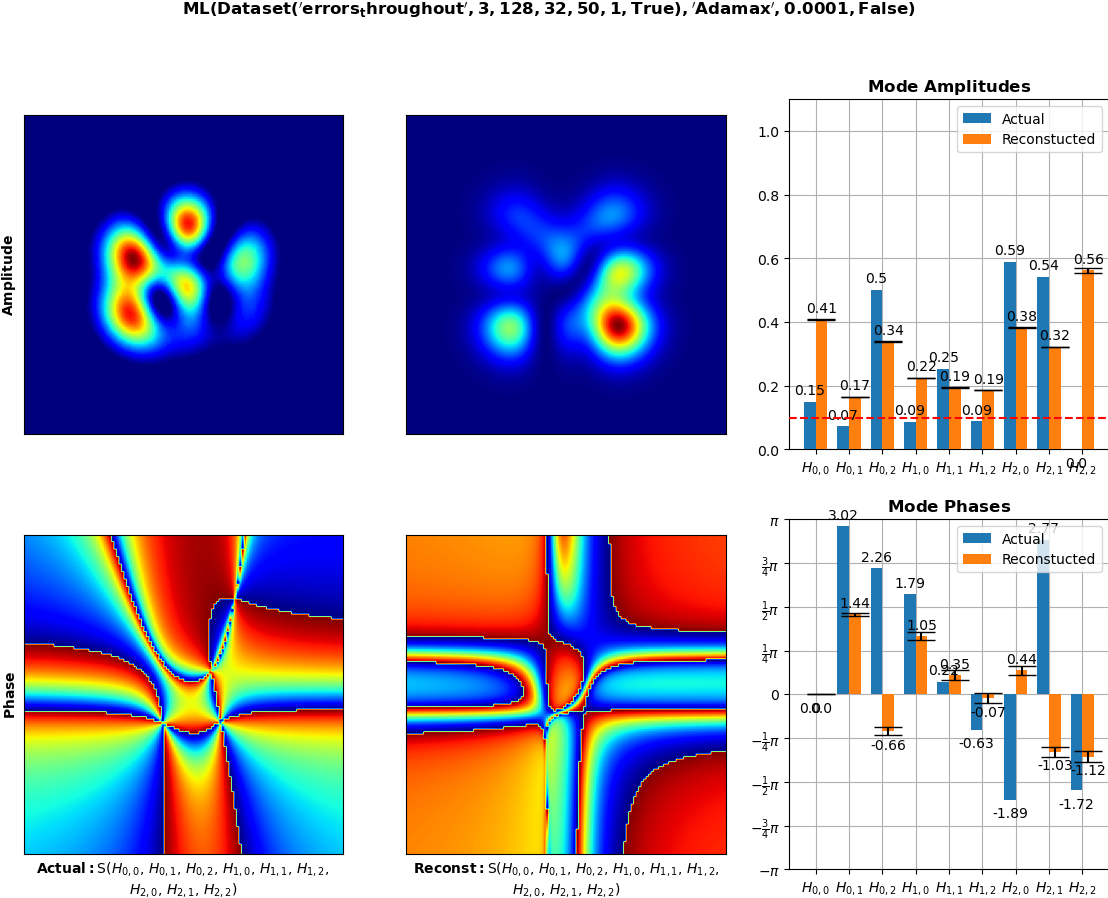 ML(Dataset('errors_throughout', 3, 128, 32, 50, 1, True), 'Adamax', 0.0001, False)
Amplitude
Mode Amplitudes
Actual
Reconstucted
1.0
0.8
0.6
0.4
0.2
0.0
0.15
0.41
0.07
0.17
0.5
0.34
0.09
0.22
0.25
0.19
0.09
0.19
0.59
0.38
0.54
0.32
0.0
0.56
H0,0 H0,1 H0,2 H1,0 H1,1 H1,2 H2,0 H2,1 H2,2
Phase
Mode Phases
Actual
Reconstucted
π
3/4π
1/2π
1/4π
0
−1/4π
−1/2π
−3/4π
−π
0.0
0.0
3.02
1.44
2.26
-0.66
1.79
1.05
0.35
-0.63
-0.07
-1.89
0.44
2.77
-1.03
-1.72
-1.12
H0,0 H0,1 H0,2 H1,0 H1,1 H1,2 H2,0 H2,1 H2,2
Actual: S(H0,0, H0,1, H0,2, H1,0, H1,1, H1,2,
H2,0, H2,1, H2,2)
Reconst: S(H0,0, H0,1, H0,2, H1,0, H1,1, H1,2,
H2,0, H2,1, H2,2)